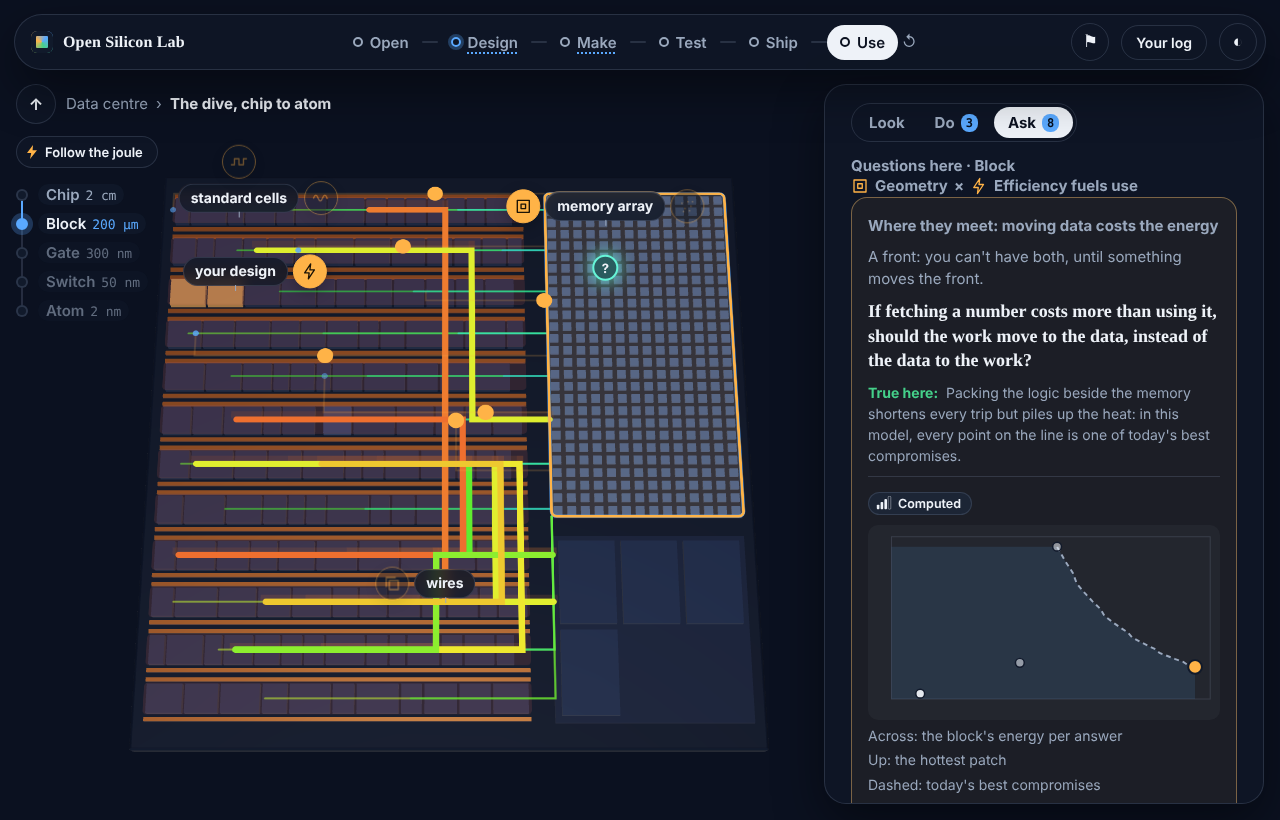 Open Silicon Lab
Open
Design
Make
Test
Ship
Use
Your log
Data centre › The dive, chip to atom
Follow the joule
Chip 2 cm
Block 200 µm
Gate 300 nm
Switch 50 nm
Atom 2 nm
standard cells
memory array
your design
?
wires
Look
Do 3
Ask 8
Questions here · Block
Geometry × Efficiency fuels use
Where they meet: moving data costs the energy
A front: you can't have both, until something
moves the front.
If fetching a number costs more than using it,
should the work move to the data, instead of
the data to the work?
True here: Packing the logic beside the memory
shortens every trip but piles up the heat: in this
model, every point on the line is one of today's best
compromises.
Computed
Across: the block's energy per answer
Up: the hottest patch
Dashed: today's best compromises